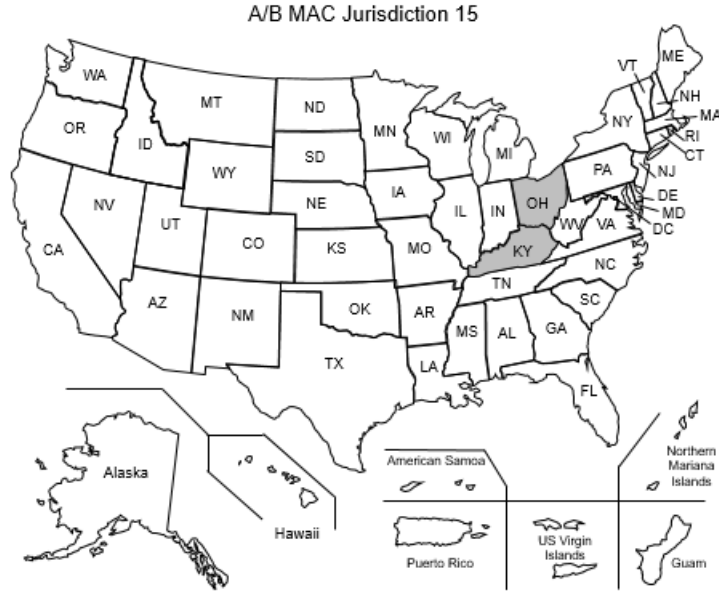 A/B MAC Jurisdiction 15
WA
MT
ND
MN
VT
ME
NH
MA
OR
ID
SD
WI
MI
NY
RI
CT
WY
IA
PA
NJ
NV
NE
IL
IN
OH
DE
MD
DC
UT
CO
KS
MO
WV
VA
CA
KY
NC
AZ
NM
OK
AR
TN
SC
TX
LA
MS
AL
GA
FL
Alaska
Hawaii
American Samoa
Northern
Mariana
Islands
Puerto Rico
US Virgin
Islands
Guam